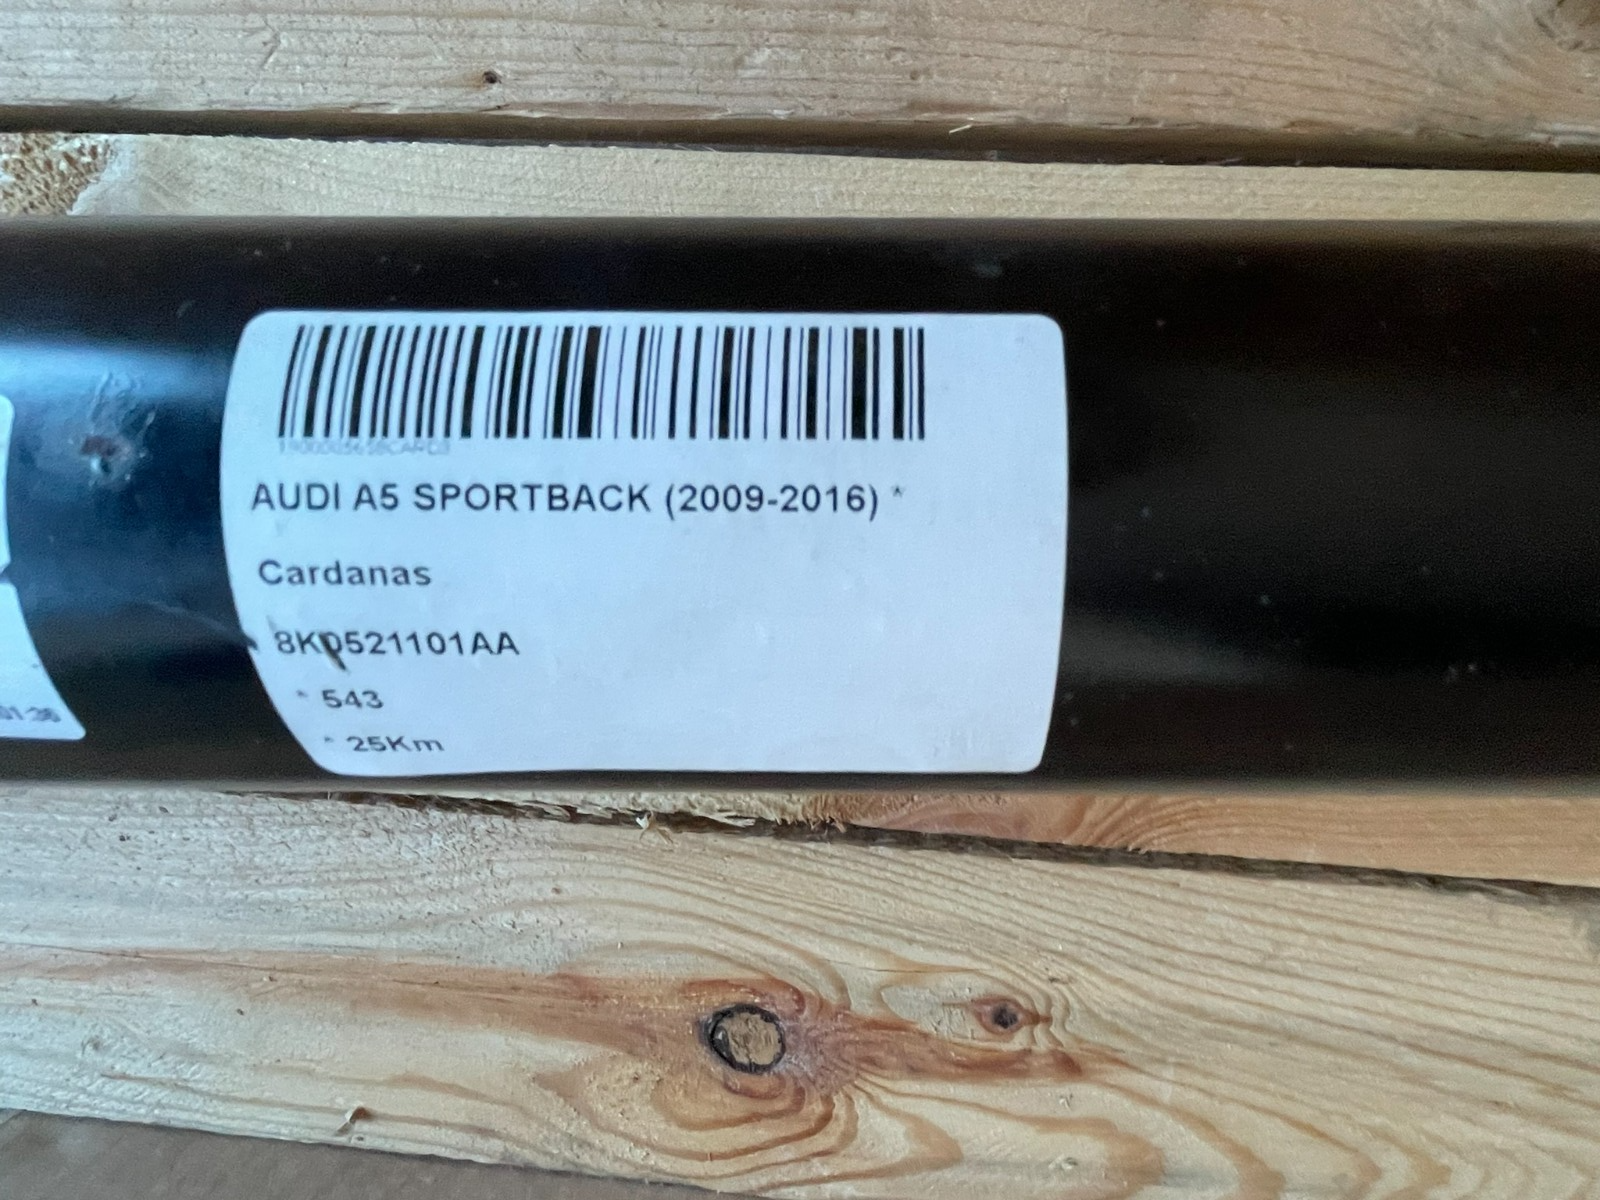 AUDI A5 SPORTBACK (2009-2016) *
Cardanas
8K0521101AA
* 543
* 25Km